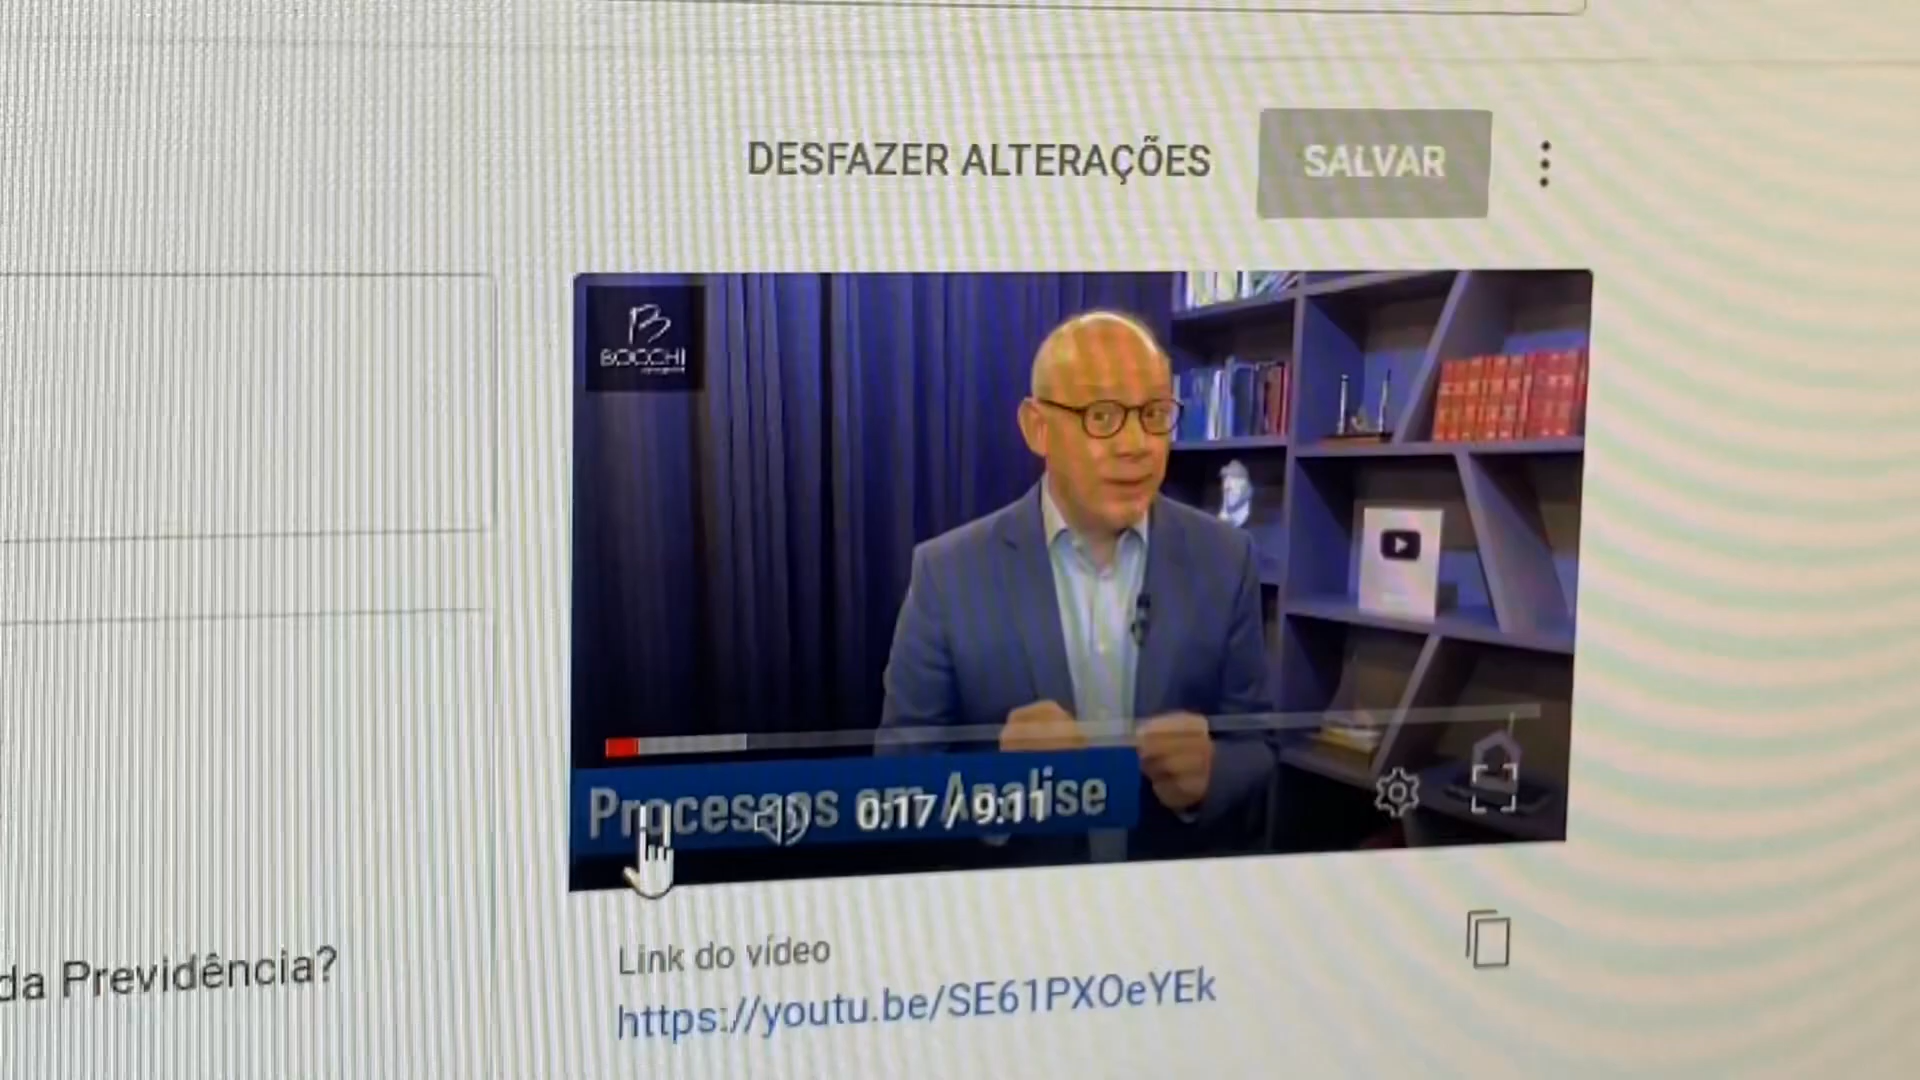 DESFAZER ALTERAÇÕES
SALVAR
B
BOCCHI
Processos em Analise
0:17 / 9:11
Link do vídeo
https://youtu.be/SE61PXOeYEk
da Previdência?